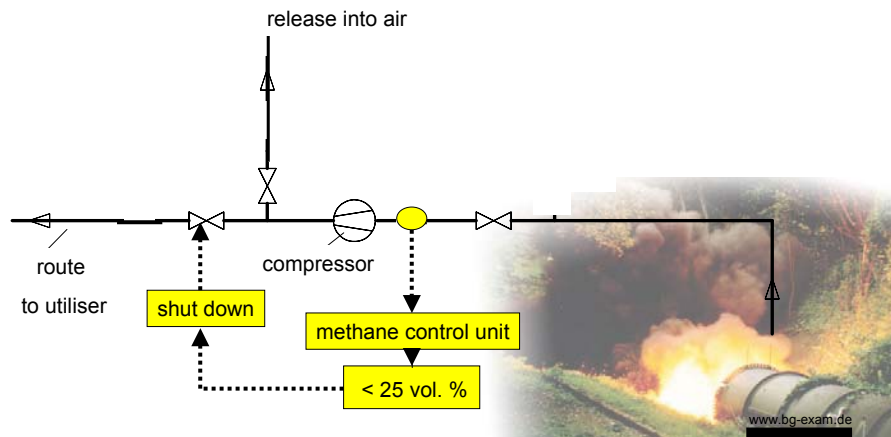 release into air
route
to utiliser
compressor
shut down
methane control unit
< 25 vol. %
www.bg-exam.de